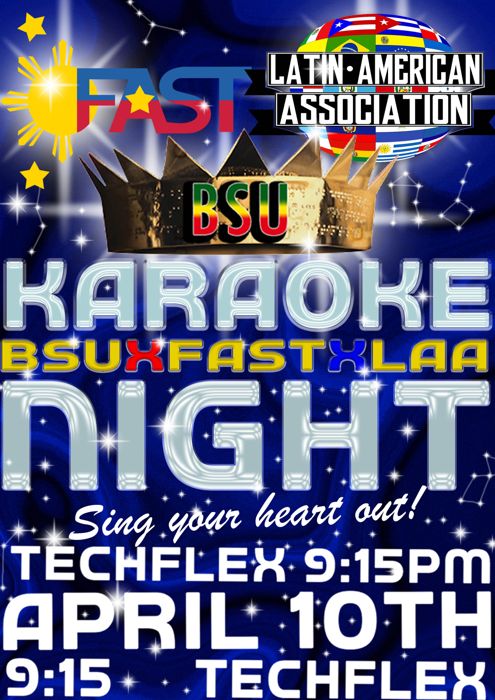 FAST
LATIN·AMERICAN
ASSOCIATION
BSU
KARAOKE
BSUXFASTXLAA
NIGHT
Sing your heart out!
TECHFLEX 9:15PM
APRIL 10TH
9:15 TECHFLEX